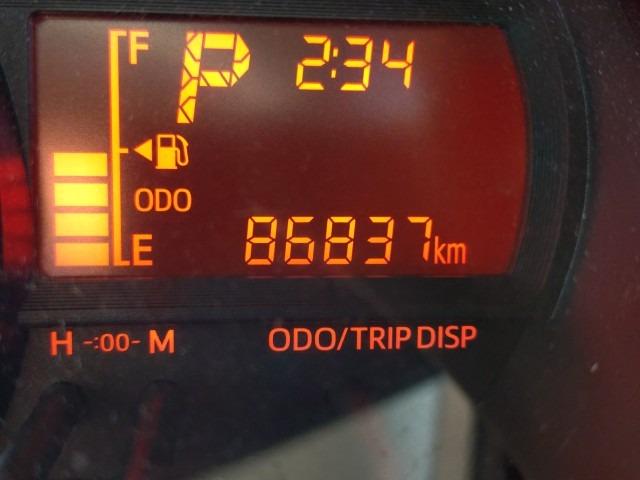 F P 2:34
ODO
E 86837km
H -:00- M ODO/TRIP DISP